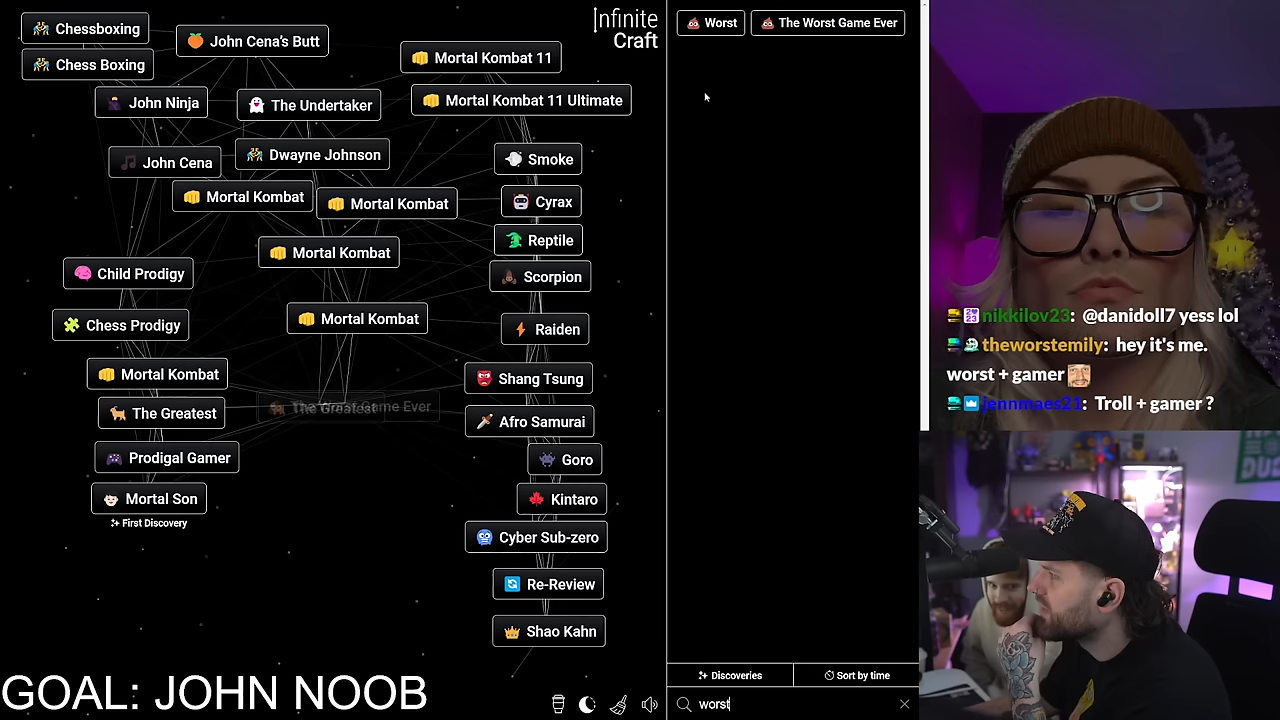 Chessboxing
John Cena's Butt
Chess Boxing
Mortal Kombat 11
Infinite
Craft
John Ninja
The Undertaker
Mortal Kombat 11 Ultimate
John Cena
Dwayne Johnson
Smoke
Mortal Kombat
Mortal Kombat
Cyrax
Reptile
Mortal Kombat
Child Prodigy
Scorpion
Mortal Kombat
Chess Prodigy
Raiden
Mortal Kombat
Shang Tsung
The Greatest
Afro Samurai
Prodigal Gamer
Goro
Mortal Son
First Discovery
Kintaro
Cyber Sub-zero
Re-Review
Shao Kahn
GOAL: JOHN NOOB
Worst
The Worst Game Ever
Discoveries
Sort by time
worst
nikkilov23: @danidoll7 yess lol
theworstemily: hey it's me.
worst + gamer
jennmaes21: Troll + gamer ?